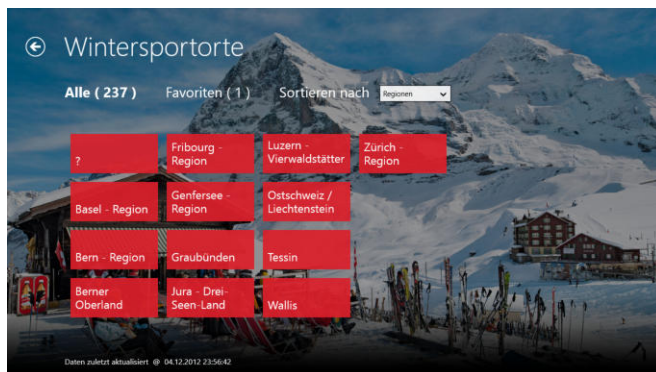 Wintersportorte
Alle ( 237 )
Favoriten ( 1 )
Sortieren nach
Regionen
?
Basel - Region
Bern - Region
Berner
Oberland
Fribourg -
Region
Genfersee -
Region
Graubünden
Jura - Drei-
Seen-Land
Luzern -
Vierwaldstätter
Ostschweiz /
Liechtenstein
Tessin
Wallis
Zürich -
Region
Daten zuletzt aktualisiert @ 04.12.2012 23:56:42